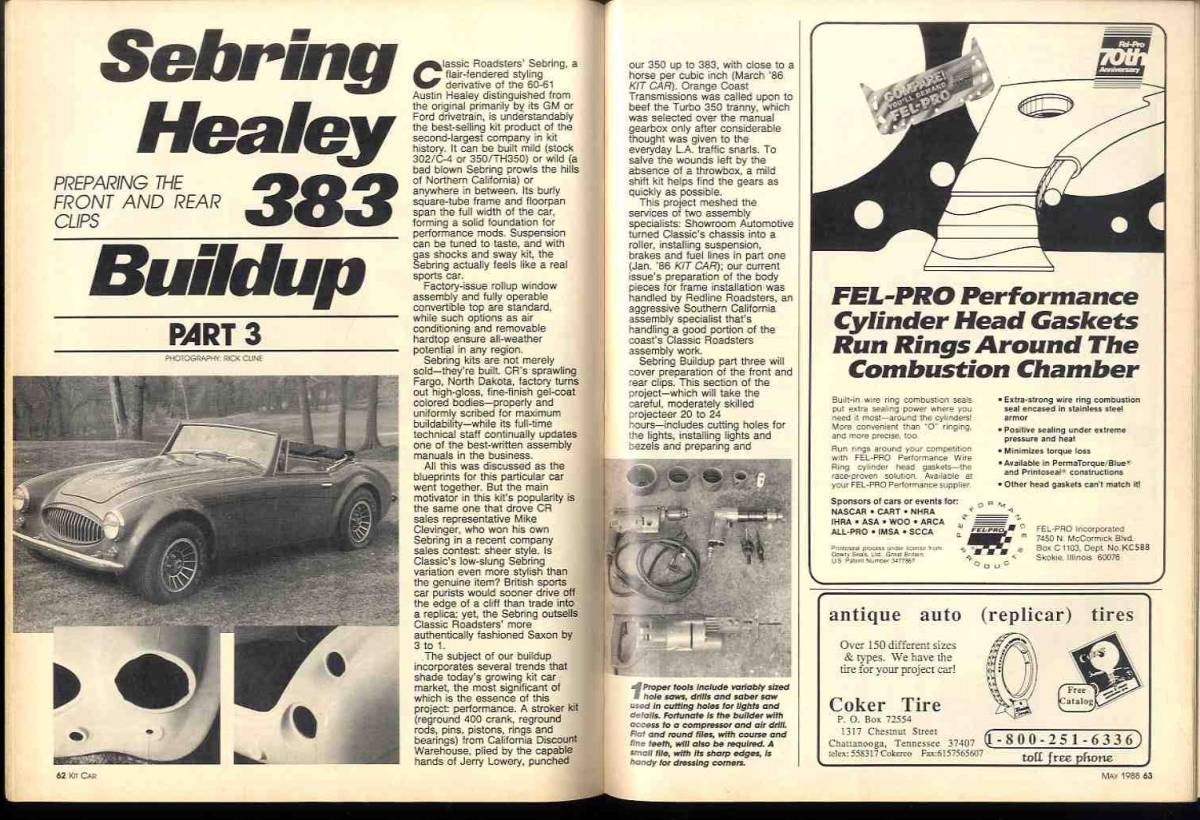 Sebring
Healey
PREPARING THE
FRONT AND REAR
CLIPS
383
Buildup
PART 3
PHOTOGRAPHY: RICK CLINE
Classic Roadsters' Sebring, a
flair-fendered styling
derivative of the 60-61
Austin Healey distinguished from
the original primarily by its GM or
Ford drivetrain, is understandably
the best-selling kit product of the
second-largest company in kit
history. It can be built mild (stock
302/C-4 or 350/TH350) or wild (a
bad blown Sebring prowls the hills
of Northern California) or
anywhere in between. Its burly
square-tube frame and floorpan
span the full width of the car,
forming a solid foundation for
performance mods. Suspension
can be tuned to taste, and with
gas shocks and sway kit, the
Sebring actually feels like a real
sports car.
Factory-issue rollup window
assembly and fully operable
convertible top are standard,
while such options as air
conditioning and removable
hardtop ensure all-weather
potential in any region.
Sebring kits are not merely
sold—they're built. CR's sprawling
Fargo, North Dakota, factory turns
out high-gloss, fine-finish gel-coat
colored bodies—properly and
uniformly scribed for maximum
buildability—while its full-time
technical staff continually updates
one of the best-written assembly
manuals in the business.
All this was discussed as the
blueprints for this particular car
went together. But the main
motivator in this kit's popularity is
the same one that drove CR
sales representative Mike
Clevinger, who won his own
Sebring in a recent company
sales contest: sheer style. Is
Classic's low-slung Sebring
variation even more stylish than
the genuine item? British sports
car purists would sooner drive off
the edge of a cliff than trade into
a replica; yet, the Sebring outsells
Classic Roadsters' more
authentically fashioned Saxon by
3 to 1.
The subject of our buildup
incorporates several trends that
shade today's growing kit car
market, the most significant of
which is the essence of this
project: performance. A stroker kit
(reground 400 crank, reground
rods, pins, pistons, rings and
bearings) from California Discount
Warehouse, plied by the capable
hands of Jerry Lowery, punched
62 KIT CAR
our 350 up to 383, with close to a
horse per cubic inch (March '86
KIT CAR). Orange Coast
Transmissions was called upon to
beef the Turbo 350 tranny, which
was selected over the manual
gearbox only after considerable
thought was given to the
everyday L.A. traffic snarls. To
salve the wounds left by the
absence of a throwbox, a mild
shift kit helps find the gears as
quickly as possible.
This project meshed the
services of two assembly
specialists: Showroom Automotive
turned Classic's chassis into a
roller, installing suspension,
brakes and fuel lines in part one
(Jan. '86 KIT CAR); our current
issue's preparation of the body
pieces for frame installation was
handled by Redline Roadsters, an
aggressive Southern California
assembly specialist that's
handling a good portion of the
coast's Classic Roadsters
assembly work.
Sebring Buildup part three will
cover preparation of the front and
rear clips. This section of the
project—which will take the
careful, moderately skilled
projecteer 20 to 24
hours—includes cutting holes for
the lights, installing lights and
bezels and preparing and
1 Proper tools include variably sized
hole saws, drills and saber saw
used in cutting holes for lights and
details. Fortunate is the builder with
access to a compressor and air drill.
Flat and round files, with course and
fine teeth, will also be required. A
small file, with its sharp edges, is
handy for dressing corners.
COMPARE!
YOU'LL DEMAND
FEL-PRO
Fel-Pro
70th
Anniversary
FEL-PRO Performance
Cylinder Head Gaskets
Run Rings Around The
Combustion Chamber
Built-in wire ring combustion seals
put extra sealing power where you
need it most—around the cylinders!
More convenient than "O" ringing,
and more precise, too.
Run rings around your competition
with FEL-PRO Performance Wire
Ring cylinder head gaskets—the
race-proven solution. Available at
your FEL-PRO Performance supplier.
Sponsors of cars or events for:
NASCAR • CART • NHRA
IHRA • ASA • WOO • ARCA
ALL-PRO • IMSA • SCCA
Printoseal process under license from
Dowty Seals, Ltd., Great Britain,
U.S. Patent Number 3477867
• Extra-strong wire ring combustion
seal encased in stainless steel
armor
• Positive sealing under extreme
pressure and heat
• Minimizes torque loss
• Available in PermaTorque/Blue®
and Printoseal® constructions
• Other head gaskets can't match it!
PERFORMANCE
FEL-PRO
PRODUCTS
FEL-PRO Incorporated
7450 N. McCormick Blvd.
Box C 1103, Dept. No. KC588
Skokie, Illinois 60076
antique auto (replicar) tires
Over 150 different sizes
& types. We have the
tire for your project car!
Coker Tire
P. O. Box 72554
1317 Chestnut Street
Chattanooga, Tennessee 37407
telex: 558317 Cokerco Fax:6157565607
Free
Catalog
1-800-251-6336
toll free phone
MAY 1988 63